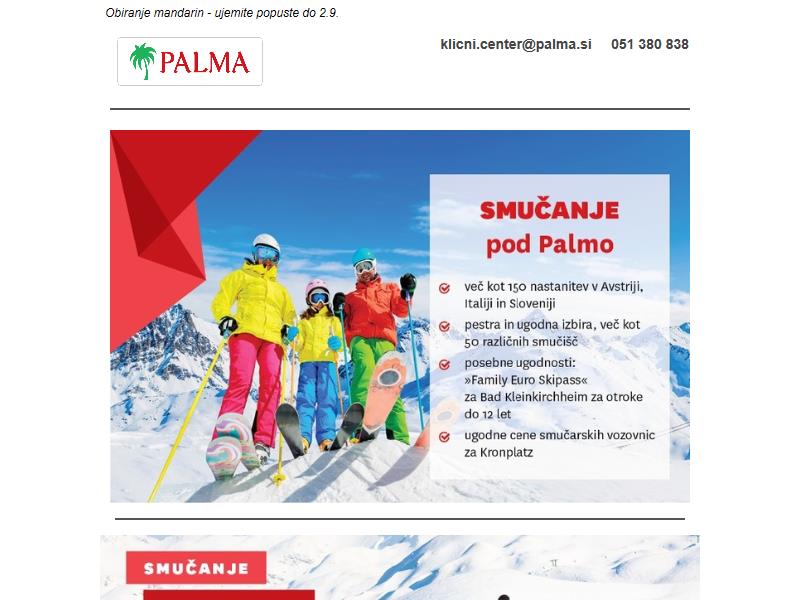 Obiranje mandarin - ujemite popuste do 2.9.
klicni.center@palma.si 051 380 838
PALMA
SMUČANJE
pod Palmo
več kot 150 nastanitev v Avstriji,
Italiji in Sloveniji
pestra in ugodna izbira, več kot
50 različnih smučišč
posebne ugodnosti:
»Family Euro Skipass«
za Bad Kleinkirchheim za otroke
do 12 let
ugodne cene smučarskih vozovnic
za Kronplatz
SMUČANJE